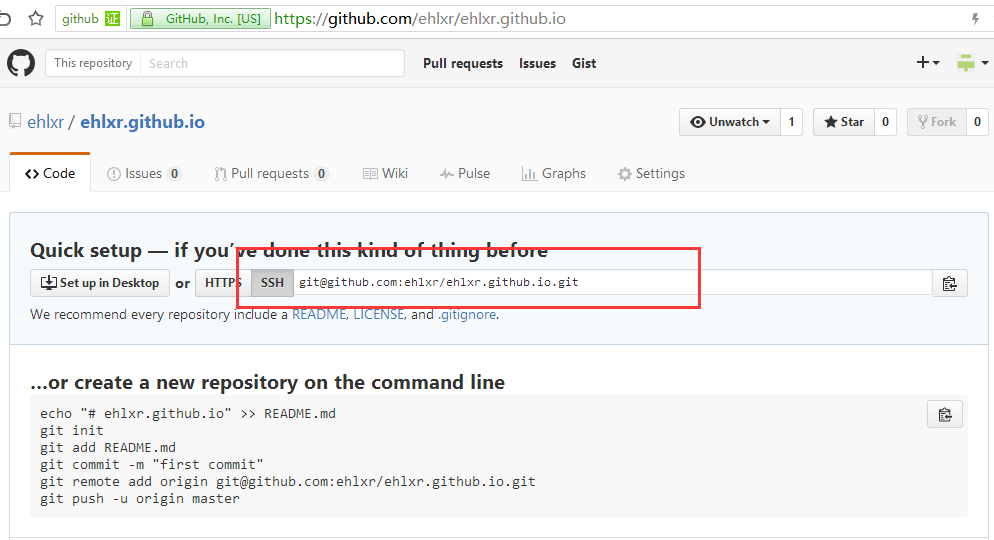 github 证 GitHub, Inc. [US] https://github.com/ehlxr/ehlxr.github.io
This repository Search Pull requests Issues Gist
ehlxr / ehlxr.github.io Unwatch 1 Star 0 Fork 0
Code Issues 0 Pull requests 0 Wiki Pulse Graphs Settings
Quick setup — if you've done this kind of thing before
Set up in Desktop or HTTPS SSH git@github.com:ehlxr/ehlxr.github.io.git
We recommend every repository include a README, LICENSE, and .gitignore.
…or create a new repository on the command line
echo "# ehlxr.github.io" >> README.md
git init
git add README.md
git commit -m "first commit"
git remote add origin git@github.com:ehlxr/ehlxr.github.io.git
git push -u origin master